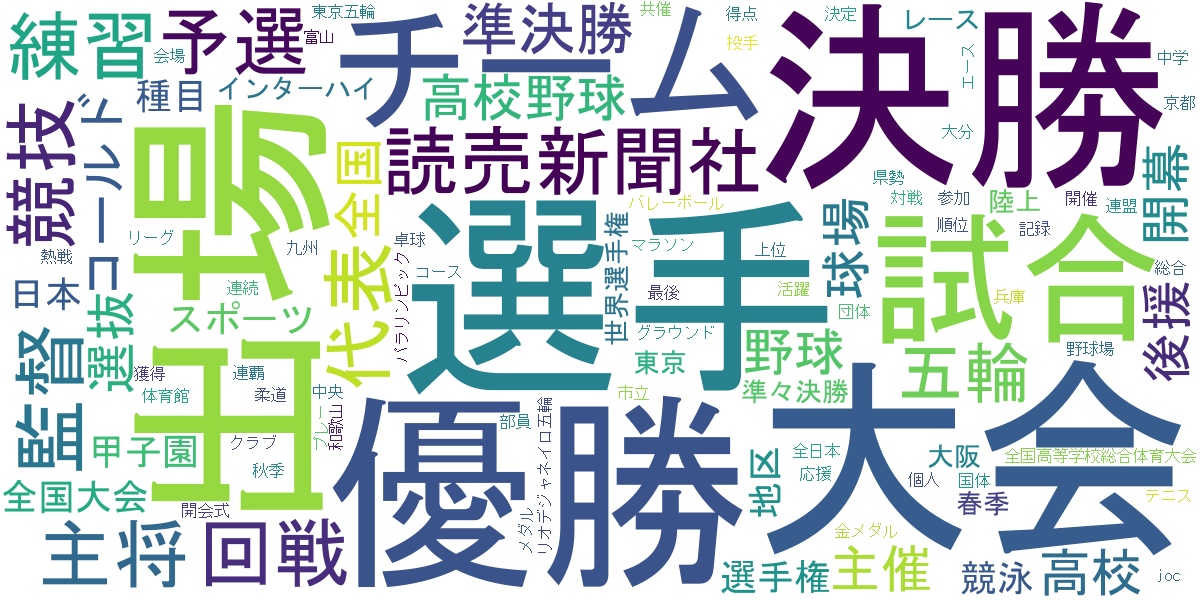 東京五輪
共催
得点
決定
レース
練習
予選
富山
チーム
準決勝
投手
決勝
エース
中学
会場
種目
インターハイ
高校野球
京都
大分
競技
コールド
出場
全国
読売新聞社
開幕
県勢
バレーボール
対戦
参加
陸上
開催
連盟
リーグ
九州
卓球
選手
世界選手権
マラソン
上位
球場
試合
順位
記録
熱戦
パラリンピック
コース
総合
日本
選抜
連続
スポーツ
代表
最後
活躍
団体
兵庫
後援
グラウンド
東京
野球
五輪
野球場
監督
獲得
体育館
連覇
柔道
中央
プレー
和歌山
市立
準々決勝
甲子園
クラブ
優勝
部員
リオデジャネイロ五輪
大会
地区
全日本
応援
大阪
全国高等学校総合体育大会
秋季
全国大会
個人
国体
春季
テニス
開会式
主将
回戦
メダル
金メダル
選手権
主催
競泳
高校
joc